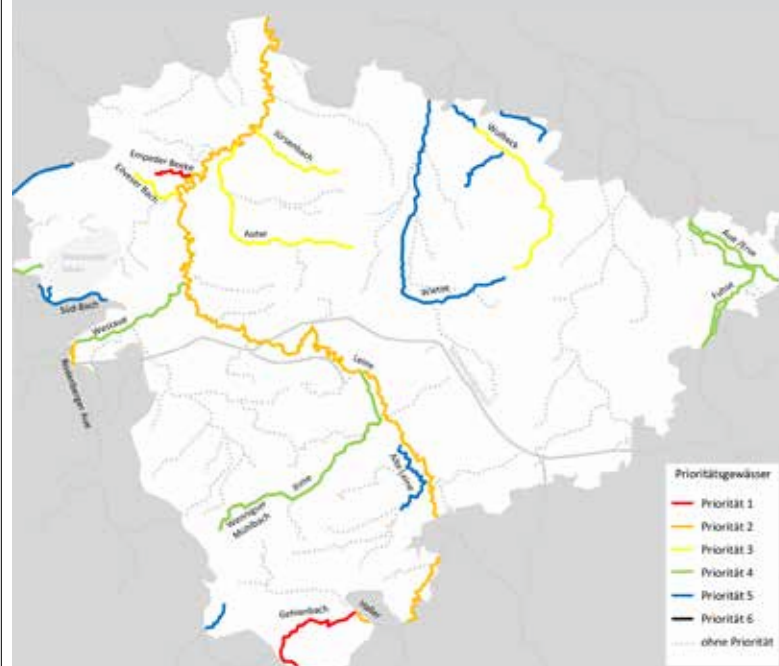 Jürsenbach
Empeder Beeke
Eilveser Bach
Auter
Wulbeck
Wietze
Aue /Erse
Fuhse
Süd-Bach
Westaue
Rodenberger Aue
Leine
Alte Leine
Ihme
Wennigser
Mühlbach
Gehlenbach
Haller
Prioritätsgewässer
Priorität 1
Priorität 2
Priorität 3
Priorität 4
Priorität 5
Priorität 6
ohne Priorität